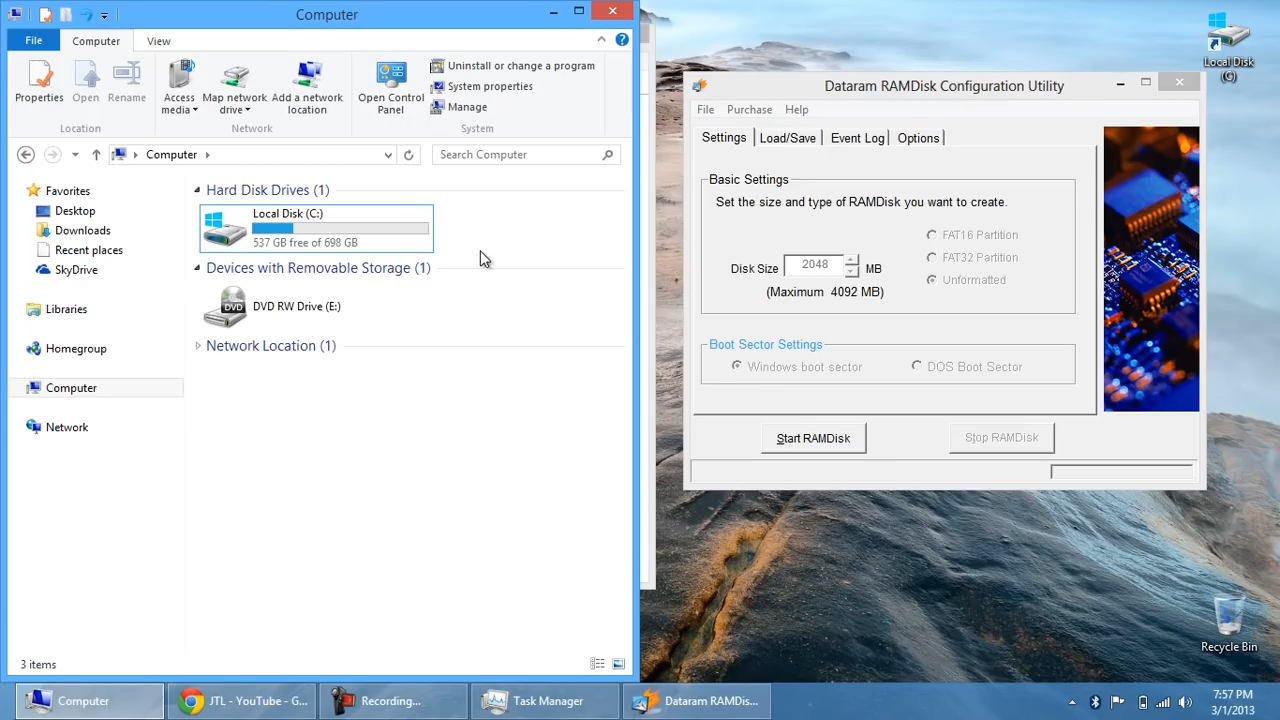 Computer
File Computer View
Properties Open Rename Access media Map network drive Add a network location Open Control Panel Uninstall or change a program
System properties
Manage
Location Network System
Computer Search Computer
Favorites
Desktop
Downloads
Recent places
SkyDrive
Libraries
Homegroup
Computer
Network
Hard Disk Drives (1)
Local Disk (C:)
537 GB free of 698 GB
Devices with Removable Storage (1)
DVD
DVD RW Drive (E:)
Network Location (1)
3 items
Dataram RAMDisk Configuration Utility
File Purchase Help
Settings Load/Save Event Log Options
Basic Settings
Set the size and type of RAMDisk you want to create.
FAT16 Partition
Disk Size 2048 MB
FAT32 Partition
(Maximum 4092 MB)
Unformatted
Boot Sector Settings
Windows boot sector DOS Boot Sector
Start RAMDisk Stop RAMDisk
Local Disk
Recycle Bin
Computer JTL - YouTube - G... Recording... Task Manager Dataram RAMDis...
7:57 PM
3/1/2013